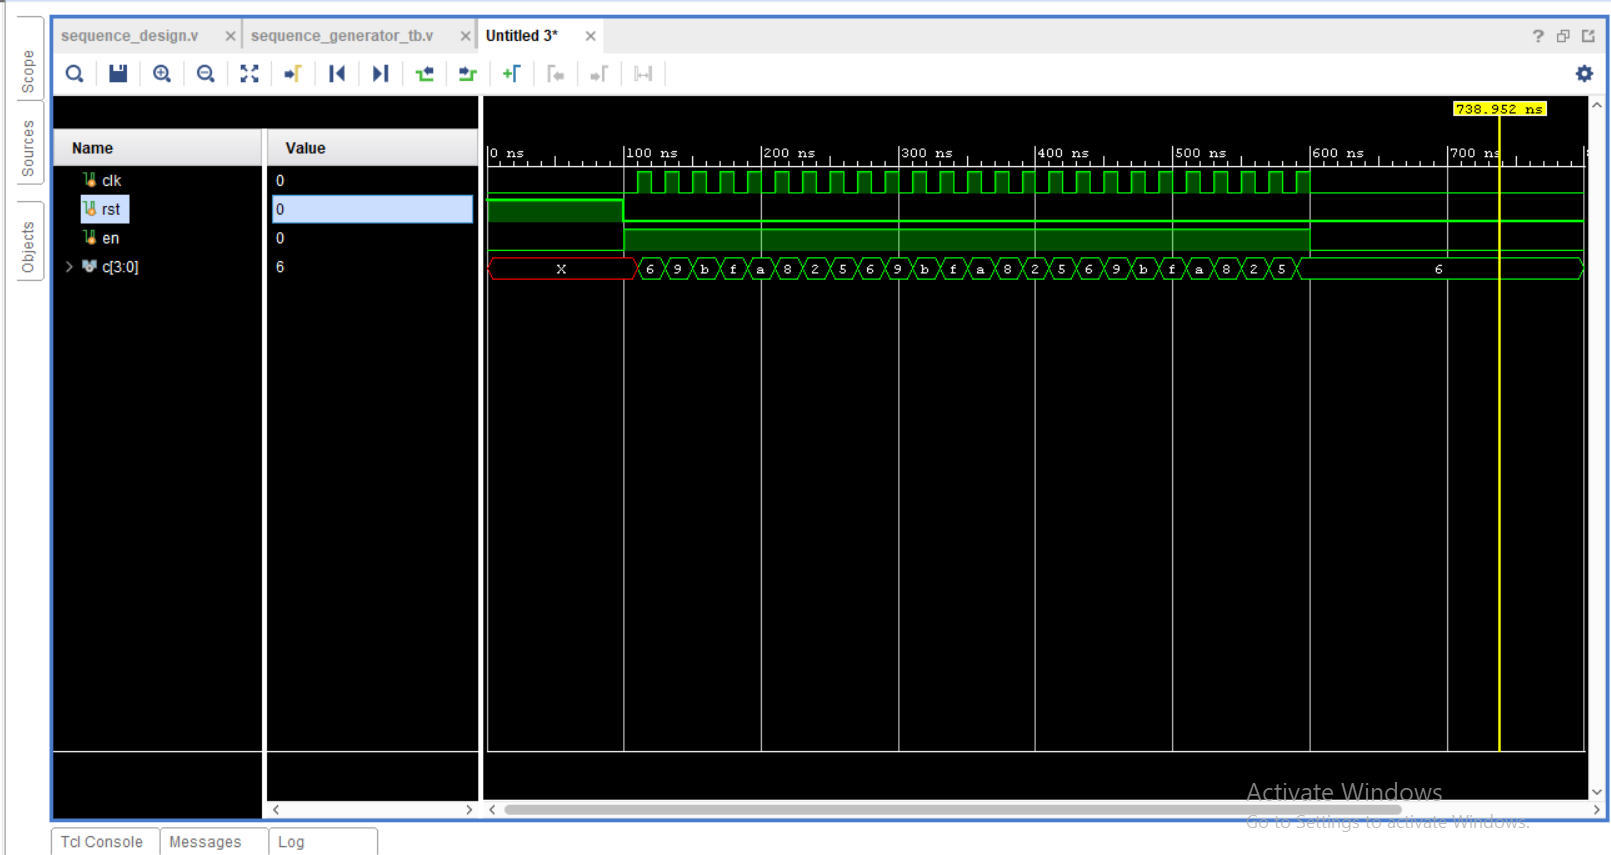 Scope
Sources
Objects
sequence_design.v
sequence_generator_tb.v
Untitled 3*
?
738.952 ns
Name
Value
0 ns 100 ns 200 ns 300 ns 400 ns 500 ns 600 ns 700 ns
clk 0
rst 0
en 0
c[3:0] 6
X 6 9 b f a 8 2 5 6 9 b f a 8 2 5 6 9 b f a 8 2 5 6
Activate Windows
Go to Settings to activate Windows.
Tcl Console
Messages
Log